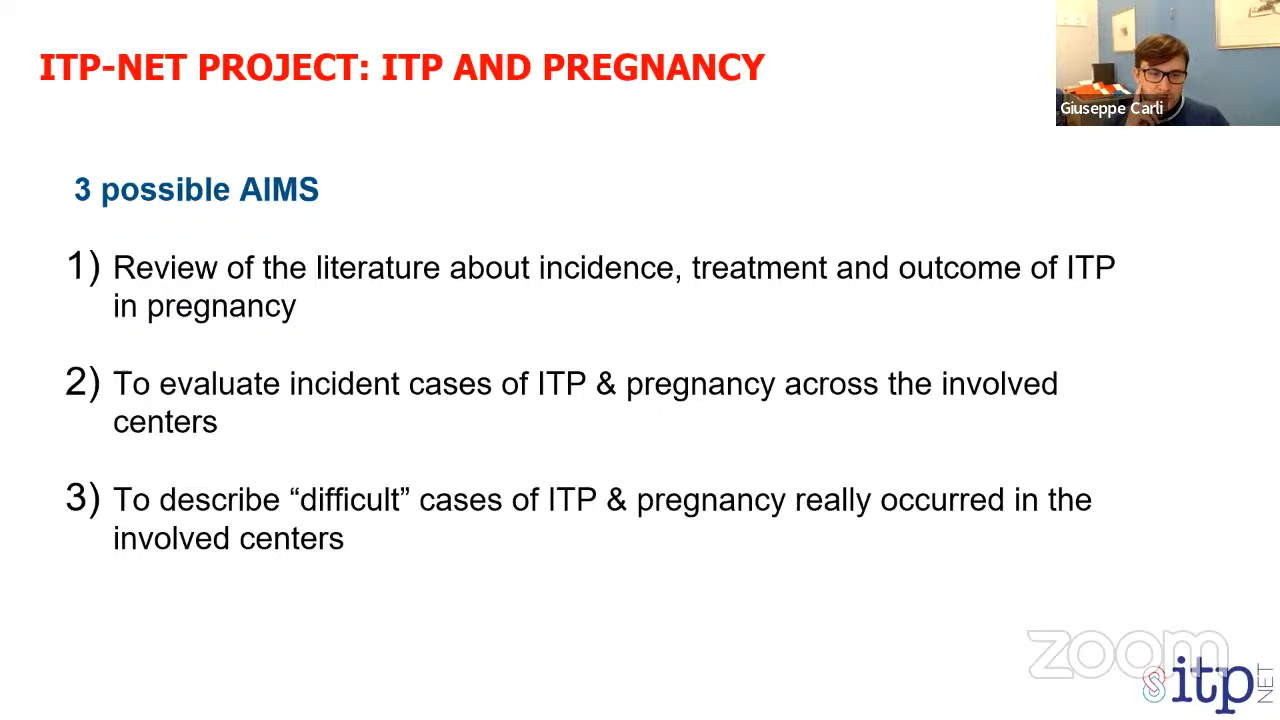 ITP-NET PROJECT: ITP AND PREGNANCY
Giuseppe Carli
3 possible AIMS
1) Review of the literature about incidence, treatment and outcome of ITP
in pregnancy
2) To evaluate incident cases of ITP & pregnancy across the involved
centers
3) To describe “difficult” cases of ITP & pregnancy really occurred in the
involved centers
zoom
itp
NET